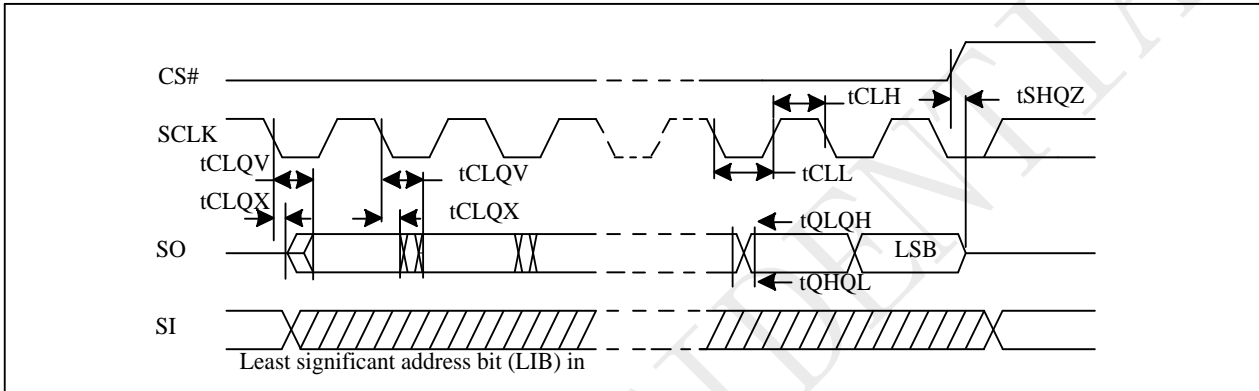 CS#
tCLH
tSHQZ
SCLK
tCLQV
tCLQV
tCLL
tCLQX
tCLQX
tQLQH
SO
LSB
tQHQL
SI
Least significant address bit (LIB) in